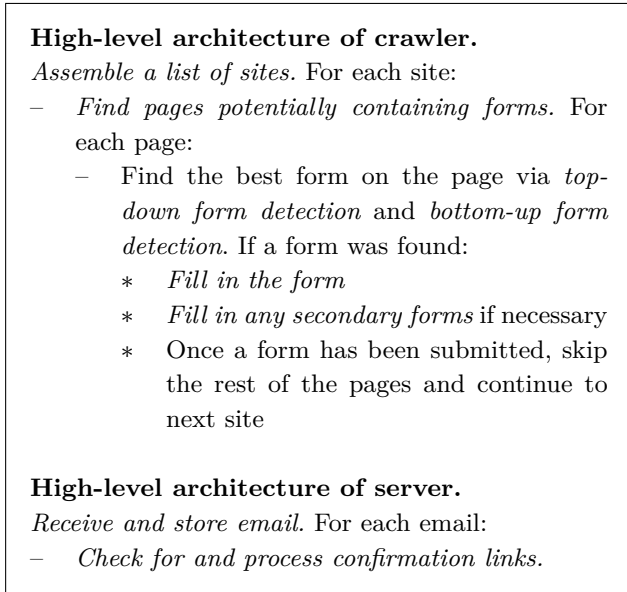 High-level architecture of crawler.
Assemble a list of sites. For each site:
– Find pages potentially containing forms. For
each page:
– Find the best form on the page via top-
down form detection and bottom-up form
detection. If a form was found:
* Fill in the form
* Fill in any secondary forms if necessary
* Once a form has been submitted, skip
the rest of the pages and continue to
next site
High-level architecture of server.
Receive and store email. For each email:
– Check for and process confirmation links.